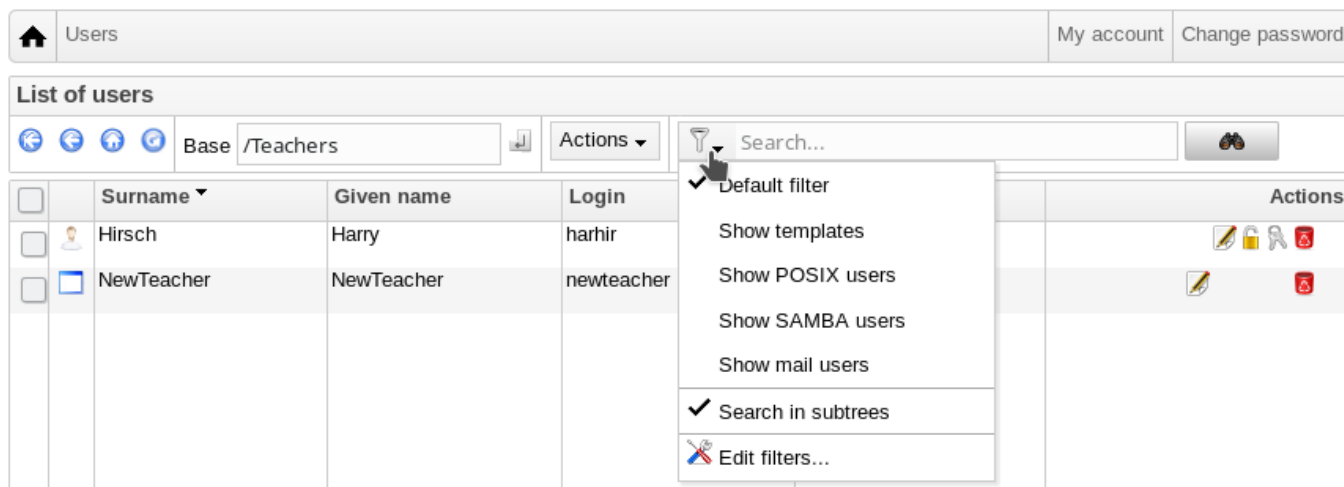 Users My account Change password
List of users
Base /Teachers Actions Search...
Surname Given name Login Actions
Hirsch Harry harhir
NewTeacher NewTeacher newteacher
Default filter
Show templates
Show POSIX users
Show SAMBA users
Show mail users
Search in subtrees
Edit filters...